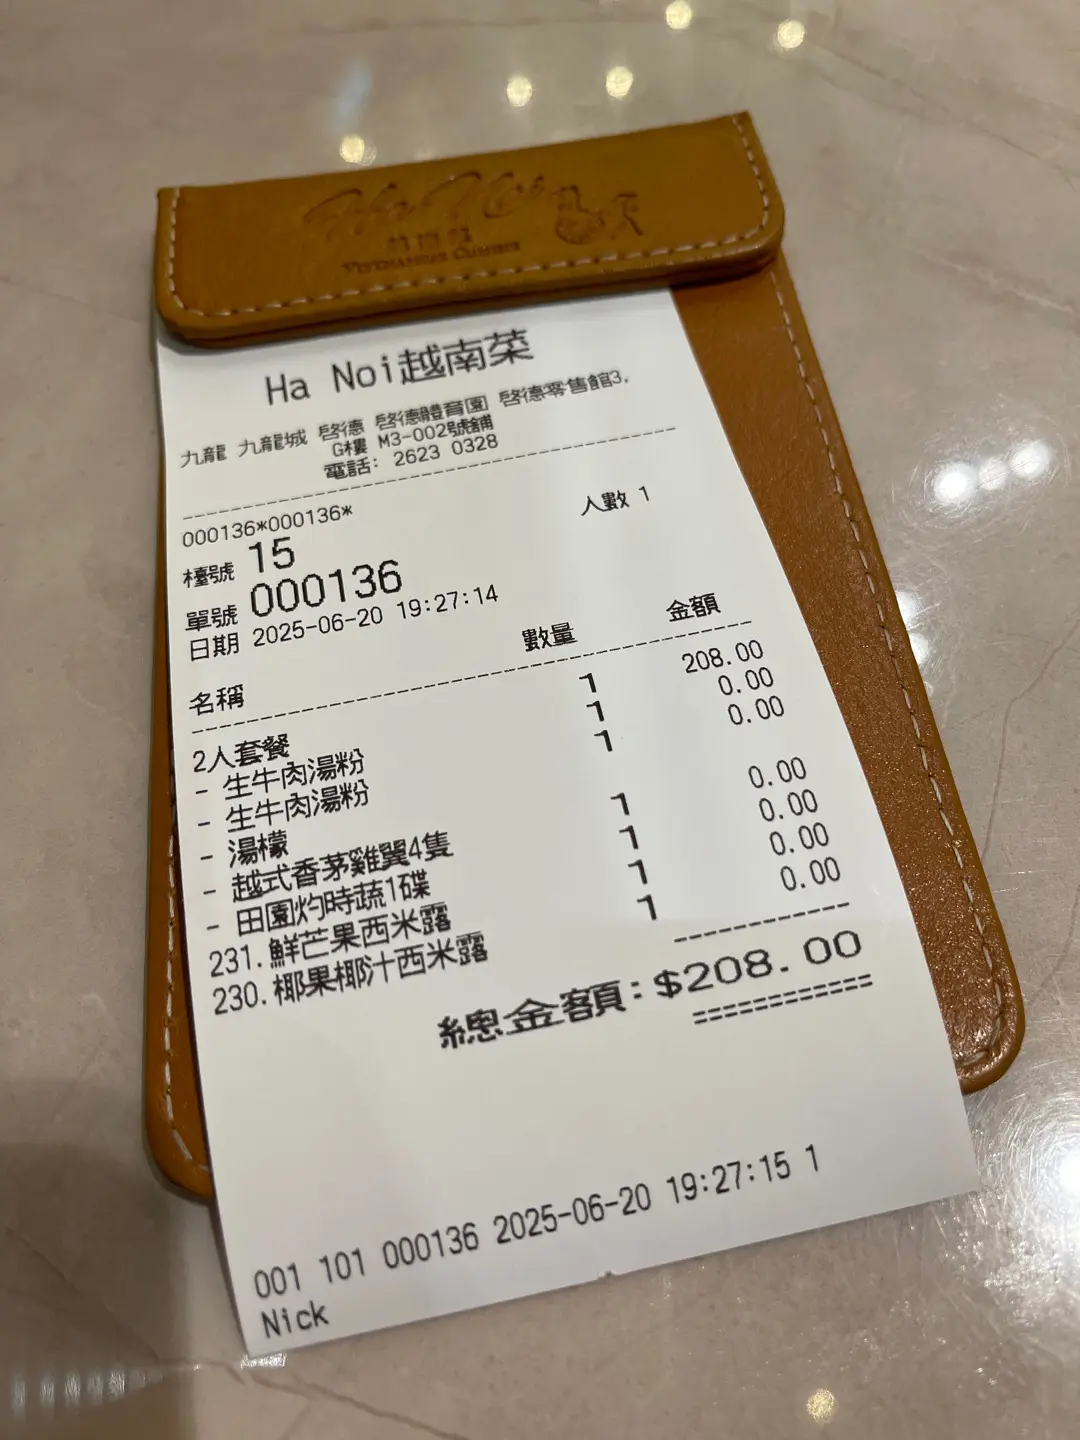 Ha Noi
VIETNAMESE CUISINE
Ha Noi越南菜
九龍 九龍城 啓德 啓德體育園 啓德零售館3,
G樓 M3-002號舖
電話: 2623 0328
000136*000136*
人數 1
檯號 15
單號 000136
日期 2025-06-20 19:27:14
名稱 數量 金額
2人套餐 1 208.00
- 生牛肉湯粉 1 0.00
- 生牛肉湯粉 1 0.00
- 湯檬
- 越式香茅雞翼4隻 1 0.00
- 田園灼時蔬1碟 1 0.00
231.鮮芒果西米露 1 0.00
230.椰果椰汁西米露 1 0.00
總金額:$208.00
001 101 000136 2025-06-20 19:27:15 1
Nick